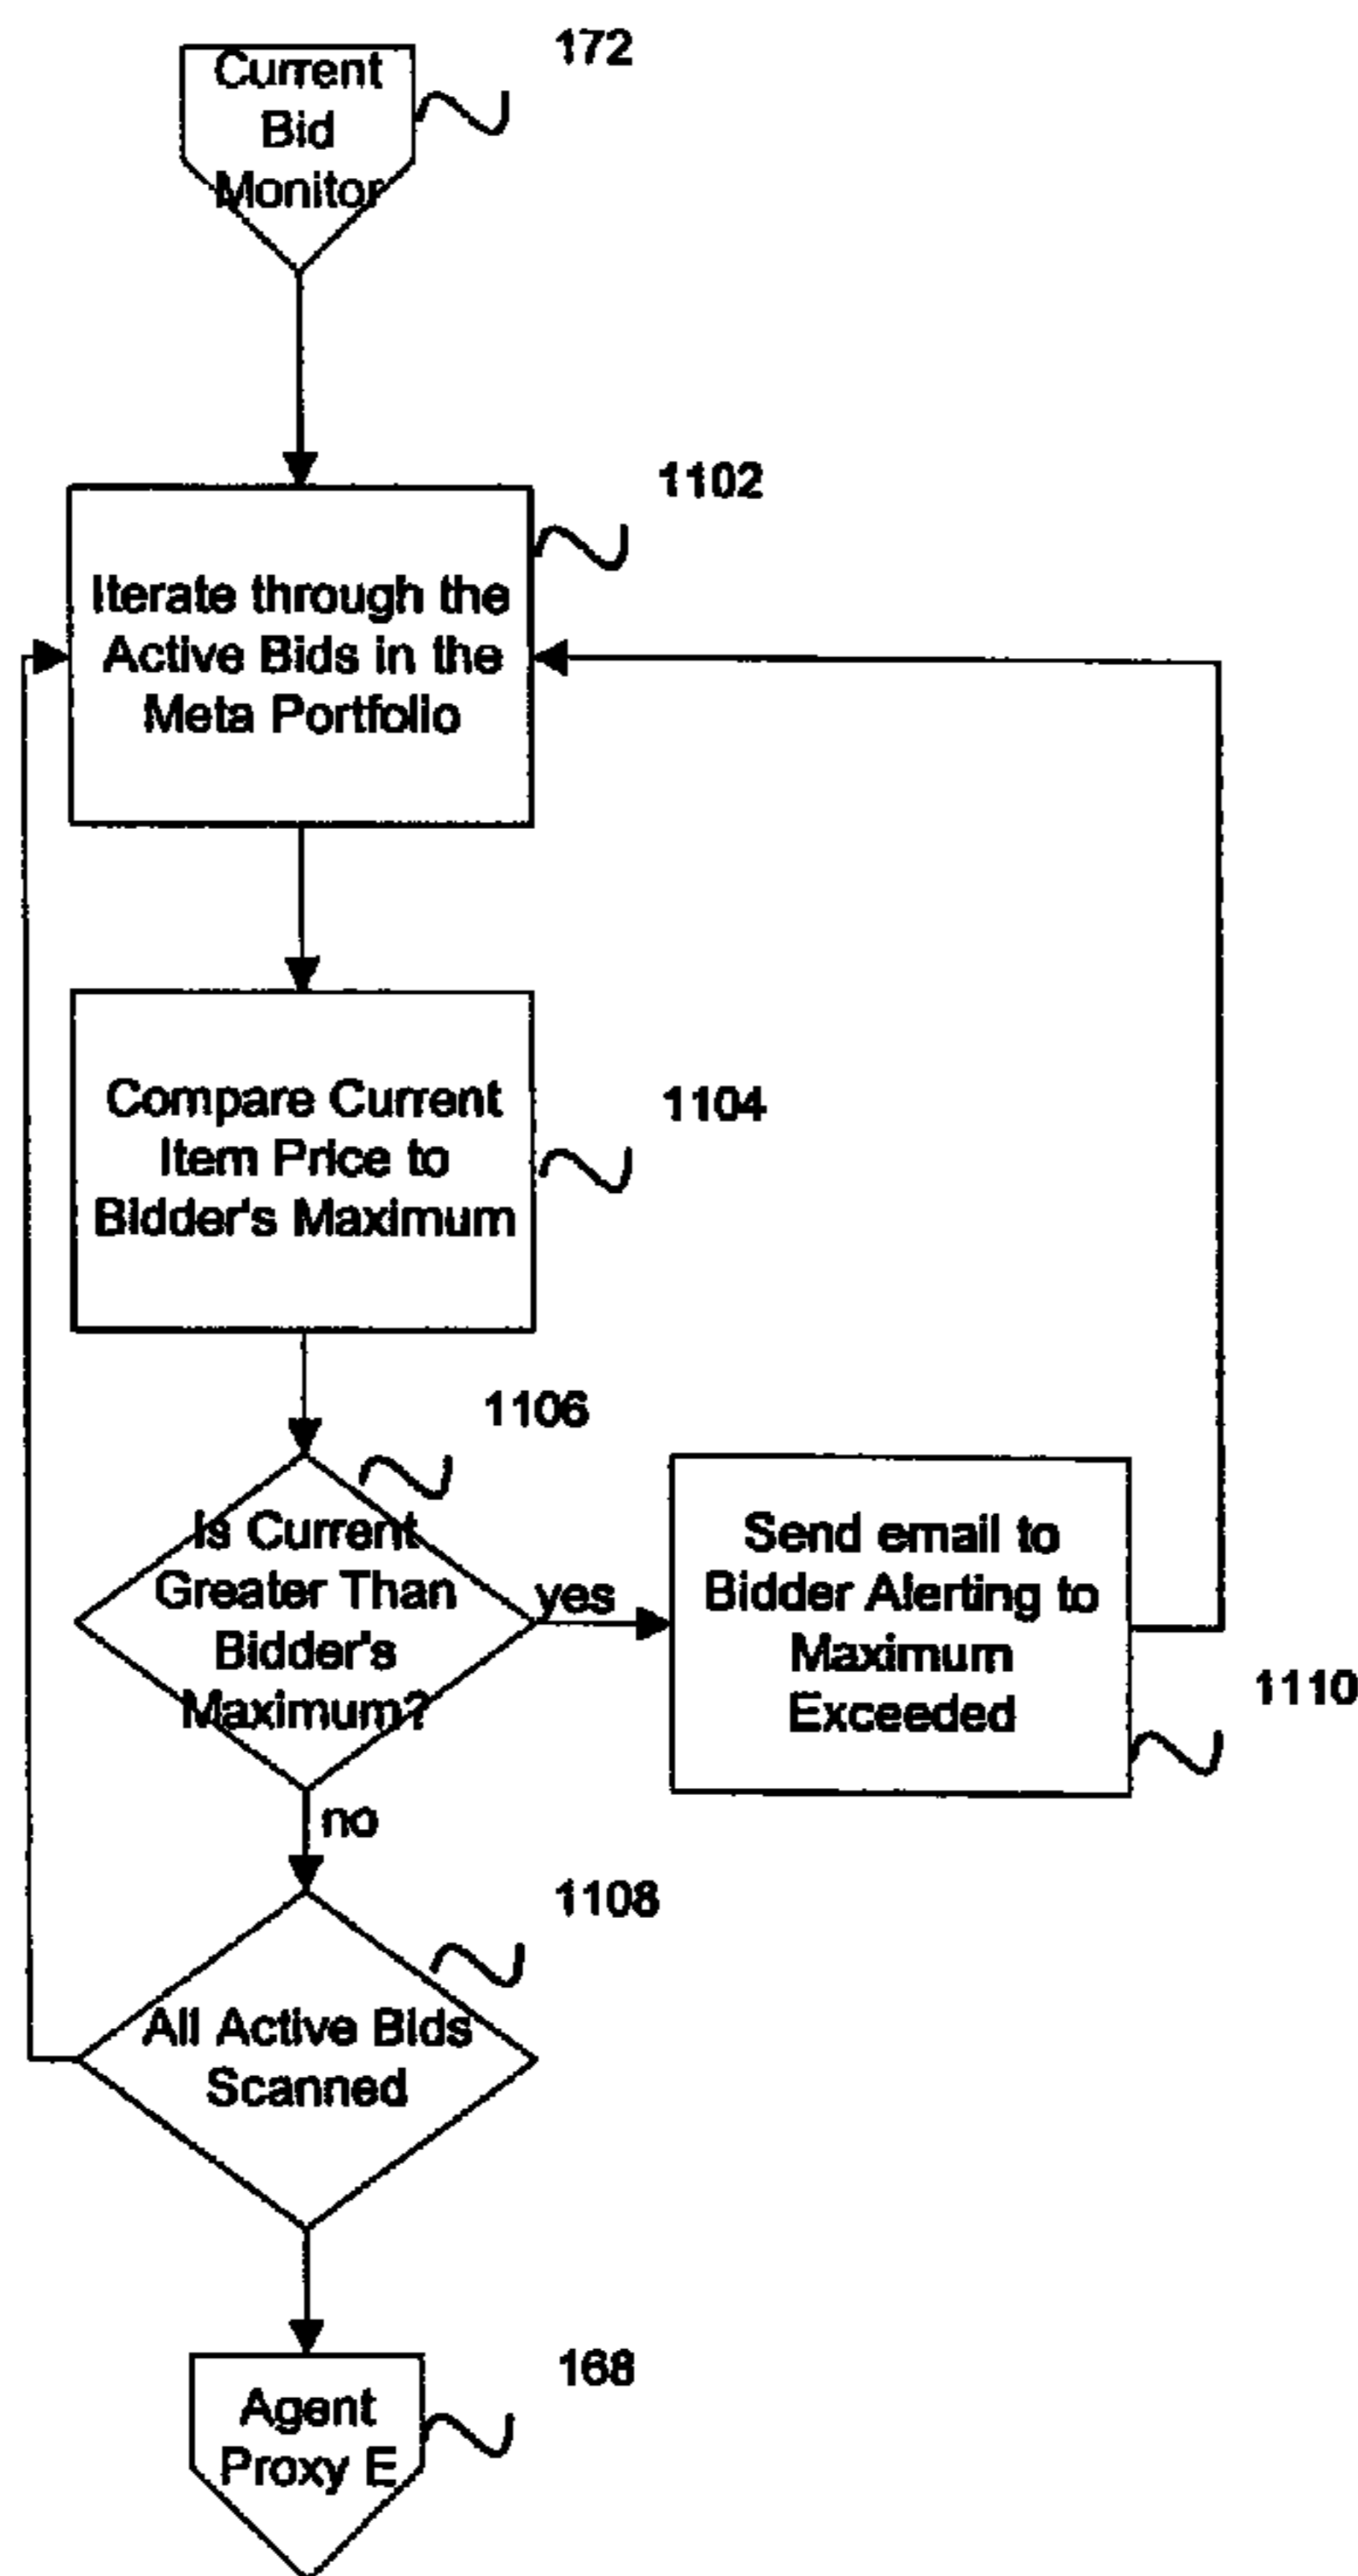 172
Current
Bid
Monitor
1102
Iterate through the
Active Bids in the
Meta Portfolio
1104
Compare Current
Item Price to
Bidder's Maximum
1106
Is Current
Greater Than
Bidder's
Maximum?
yes
Send email to
Bidder Alerting to
Maximum
Exceeded
1110
no
1108
All Active Bids
Scanned
168
Agent
Proxy E